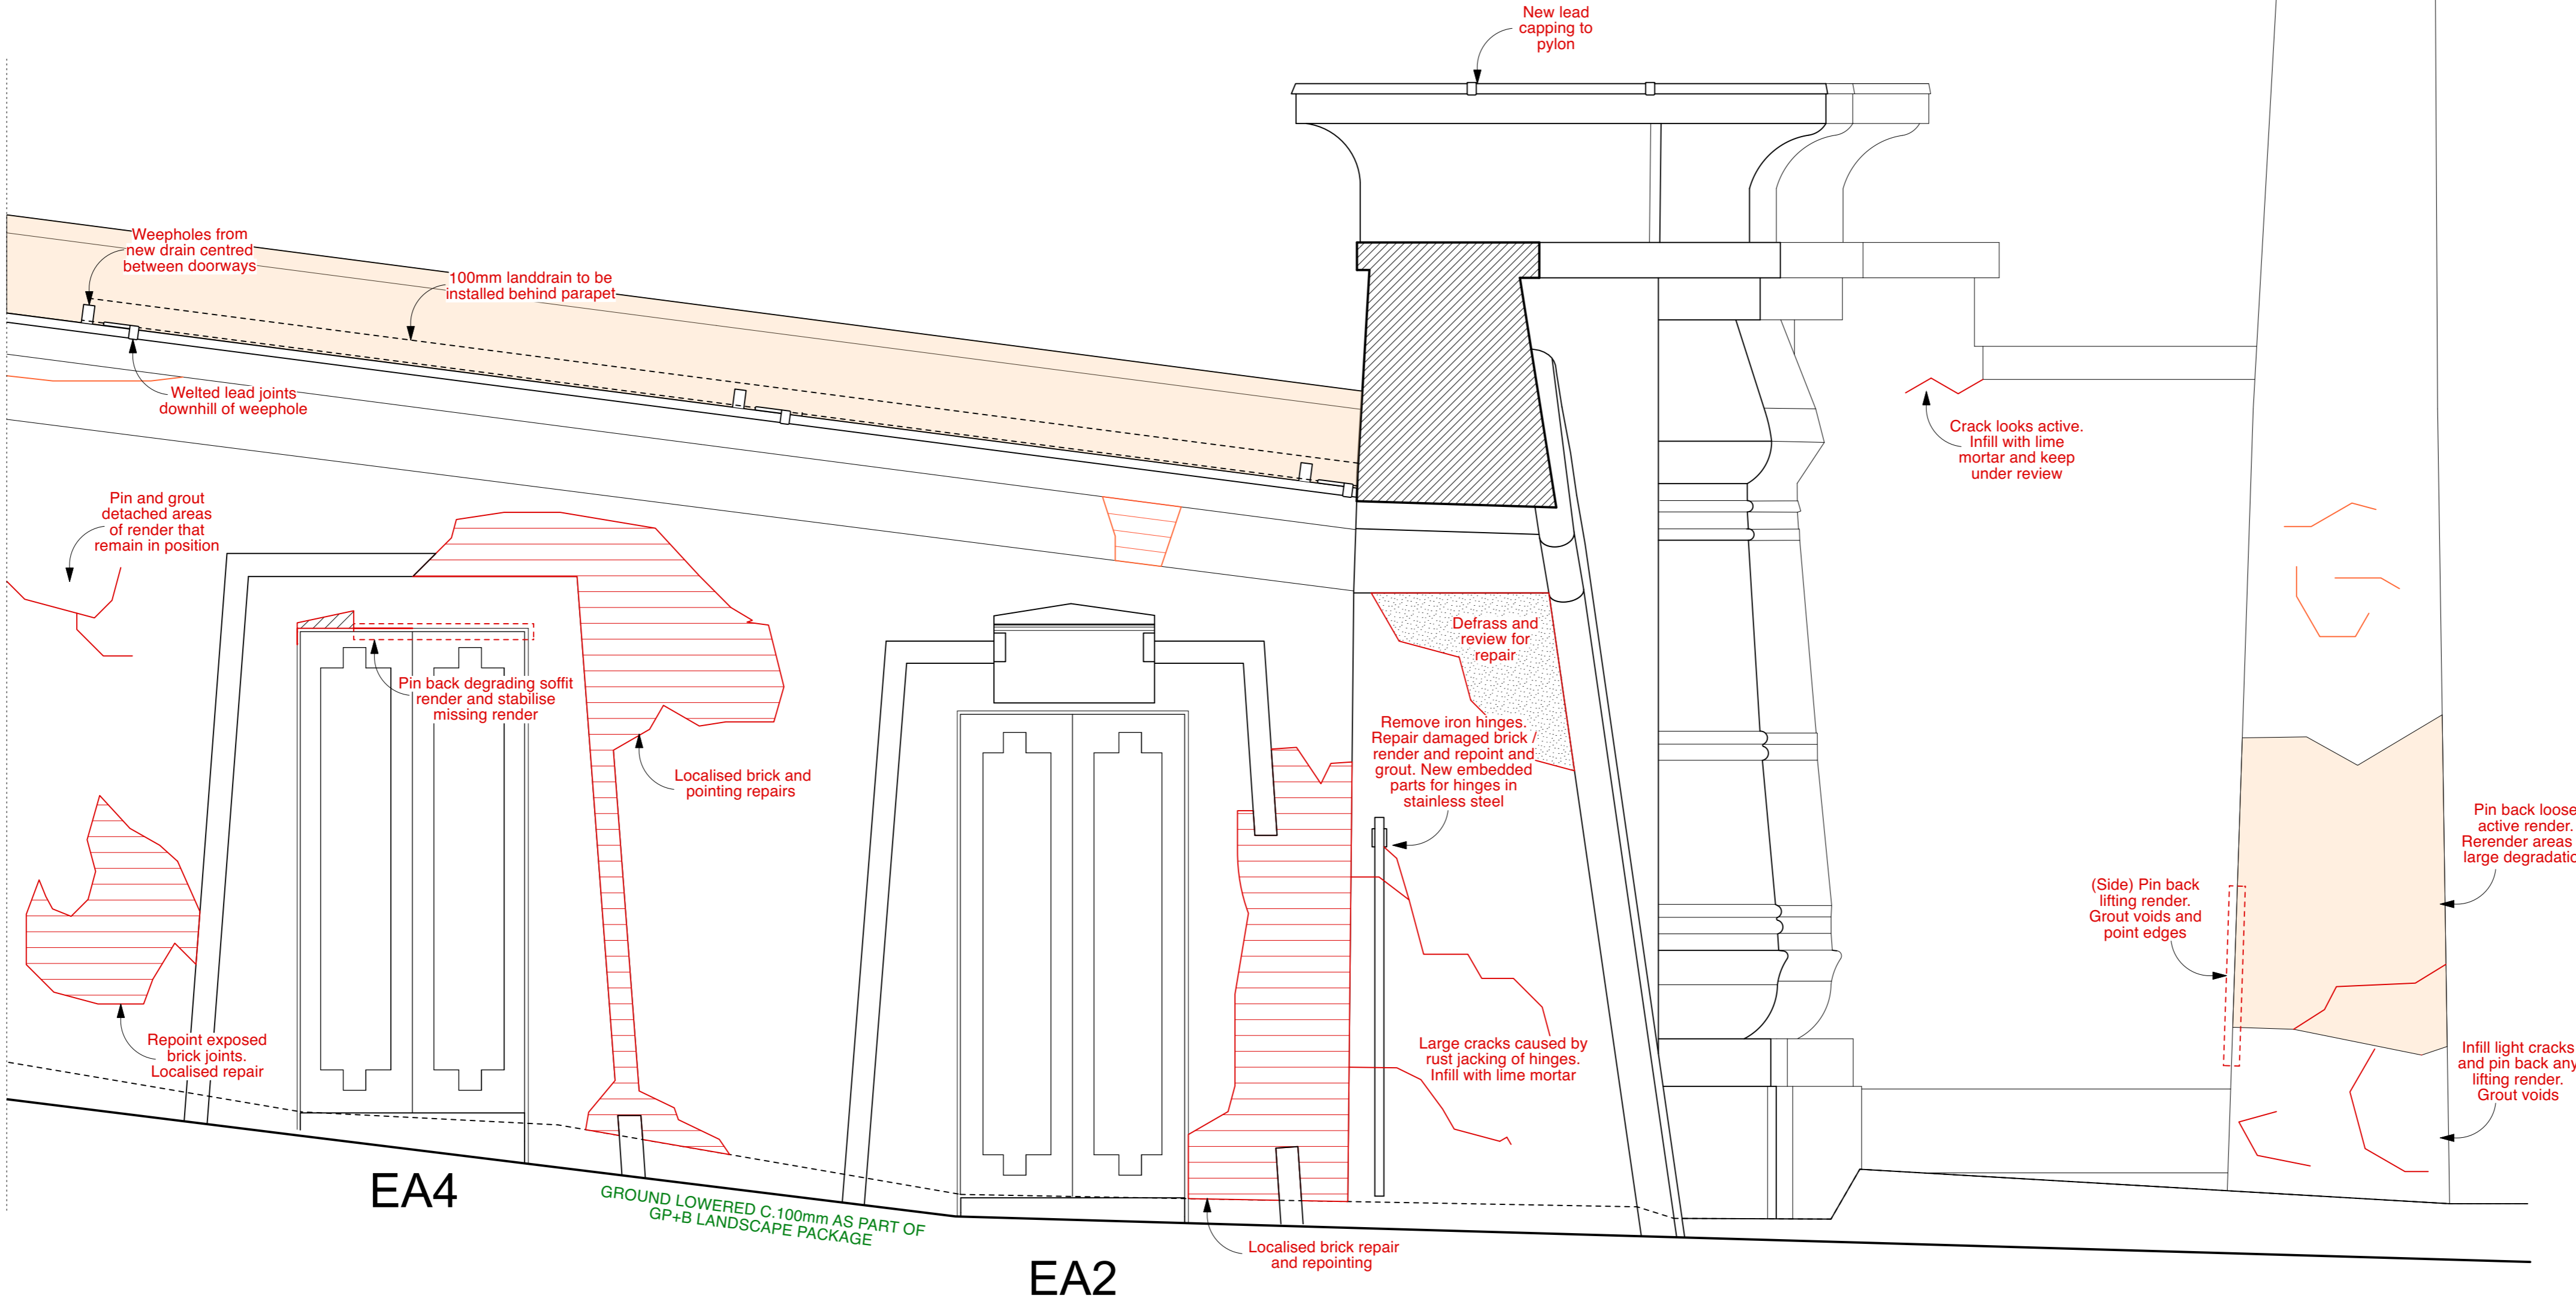 New lead
capping to
pylon
Weepholes from
new drain centred
between doorways
100mm landdrain to be
installed behind parapet
Welted lead joints
downhill of weephole
Crack looks active.
Infill with lime
mortar and keep
under review
Pin and grout
detached areas
of render that
remain in position
Defrass and
review for
repair
Pin back degrading soffit
render and stabilise
missing render
Remove iron hinges.
Repair damaged brick /
render and repoint and
grout. New embedded
parts for hinges in
stainless steel
Localised brick and
pointing repairs
Pin back loose
active render.
Rerender areas
large degradatio
(Side) Pin back
lifting render.
Grout voids and
point edges
Repoint exposed
brick joints.
Localised repair
Large cracks caused by
rust jacking of hinges.
Infill with lime mortar
Infill light cracks
and pin back any
lifting render.
Grout voids
EA4
GROUND LOWERED C.100mm AS PART OF
GP+B LANDSCAPE PACKAGE
Localised brick repair
and repointing
EA2